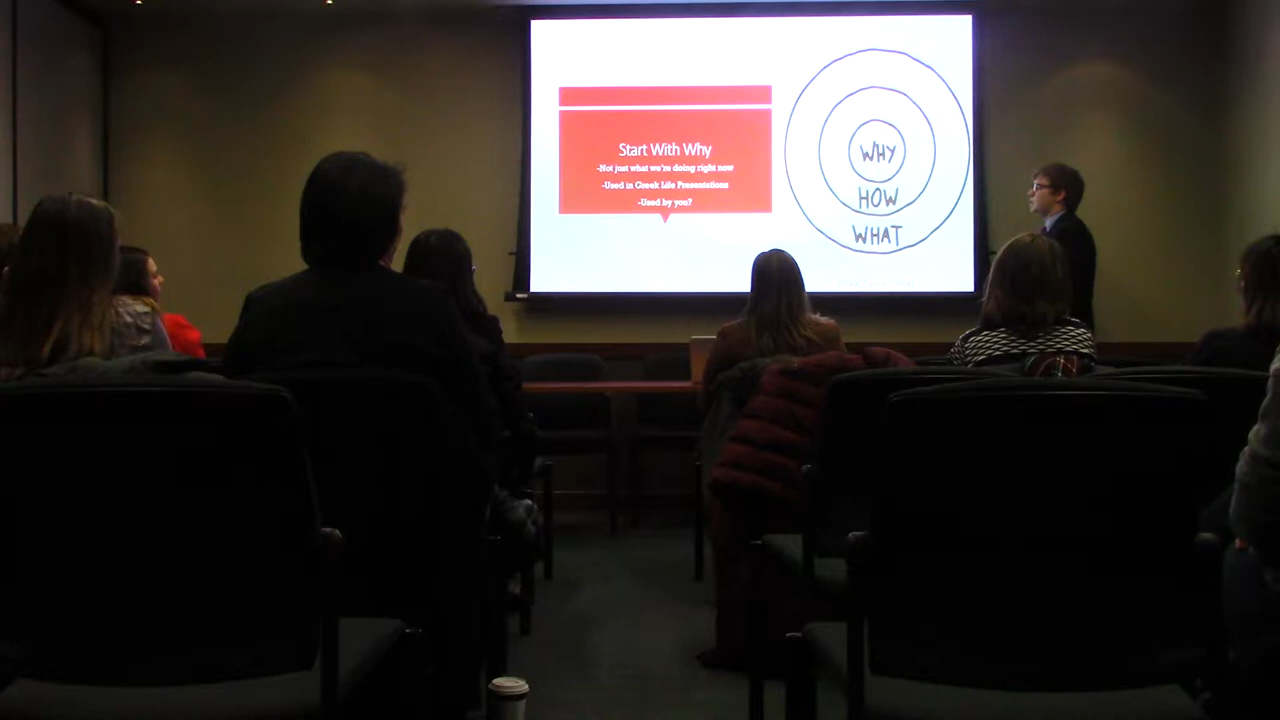 Start With Why
-Not just what we're doing right now
-Used in Greek Life Presentations
-Used by you?
WHY
HOW
WHAT